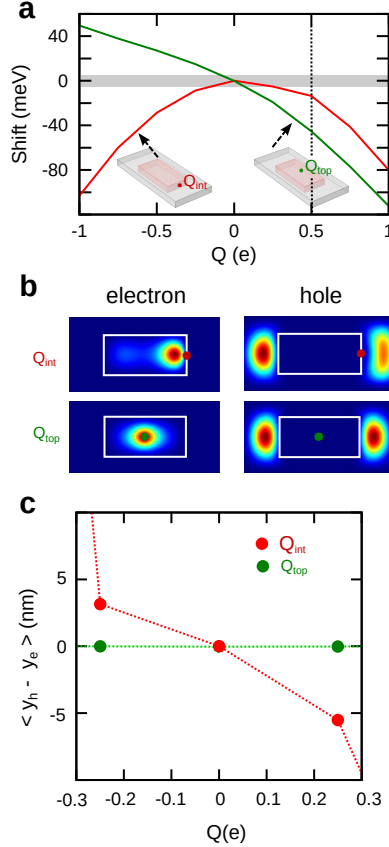 a
Shift (meV)
40
0
-40
-80
Q_int
Q_top
-1
-0.5
0
0.5
1
Q (e)
b
electron
hole
Q_int
Q_top
c
< y_h - y_e > (nm)
5
0
-5
Q_int
Q_top
-0.3
-0.2
-0.1
0
0.1
0.2
0.3
Q(e)